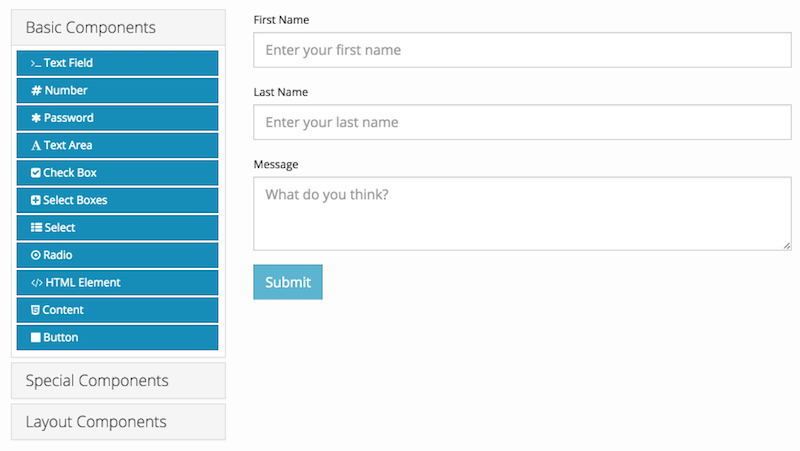 Basic Components
Text Field
Number
Password
Text Area
Check Box
Select Boxes
Select
Radio
HTML Element
Content
Button
Special Components
Layout Components
First Name
Enter your first name
Last Name
Enter your last name
Message
What do you think?
Submit